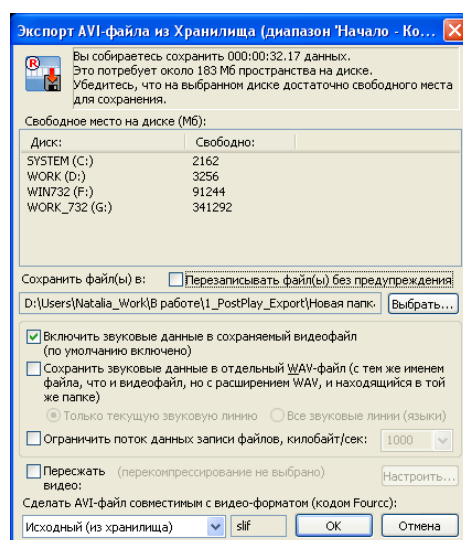 Экспорт AVI-файла из Хранилища (диапазон 'Начало - Ко...
Вы собираетесь сохранить 000:00:32.17 данных.
Это потребует около 183 Мб пространства на диске.
Убедитесь, что на выбранном диске достаточно свободного места
для сохранения.
Свободное место на диске (Мб):
Диск: Свободно:
SYSTEM (C:) 2162
WORK (D:) 3256
WIN732 (F:) 91244
WORK_732 (G:) 341292
Сохранить файл(ы) в: Перезаписывать файл(ы) без предупреждения
D:\Users\Natalia_Work\В работе\1_PostPlay_Export\Новая папк. Выбрать...
Включить звуковые данные в сохраняемый видеофайл
(по умолчанию включено)
Сохранить звуковые данные в отдельный WAV-файл (с тем же именем
файла, что и видеофайл, но с расширением WAV, и находящийся в той
же папке)
Только текущую звуковую линию Все звуковые линии (языки)
Ограничить поток данных записи файлов, килобайт/сек: 1000
Пересжать (перекомпрессирование не выбрано) Настроить...
видео:
Сделать AVI-файл совместимым с видео-форматом (кодом Fourcc):
Исходный (из хранилища) slif OK Отмена